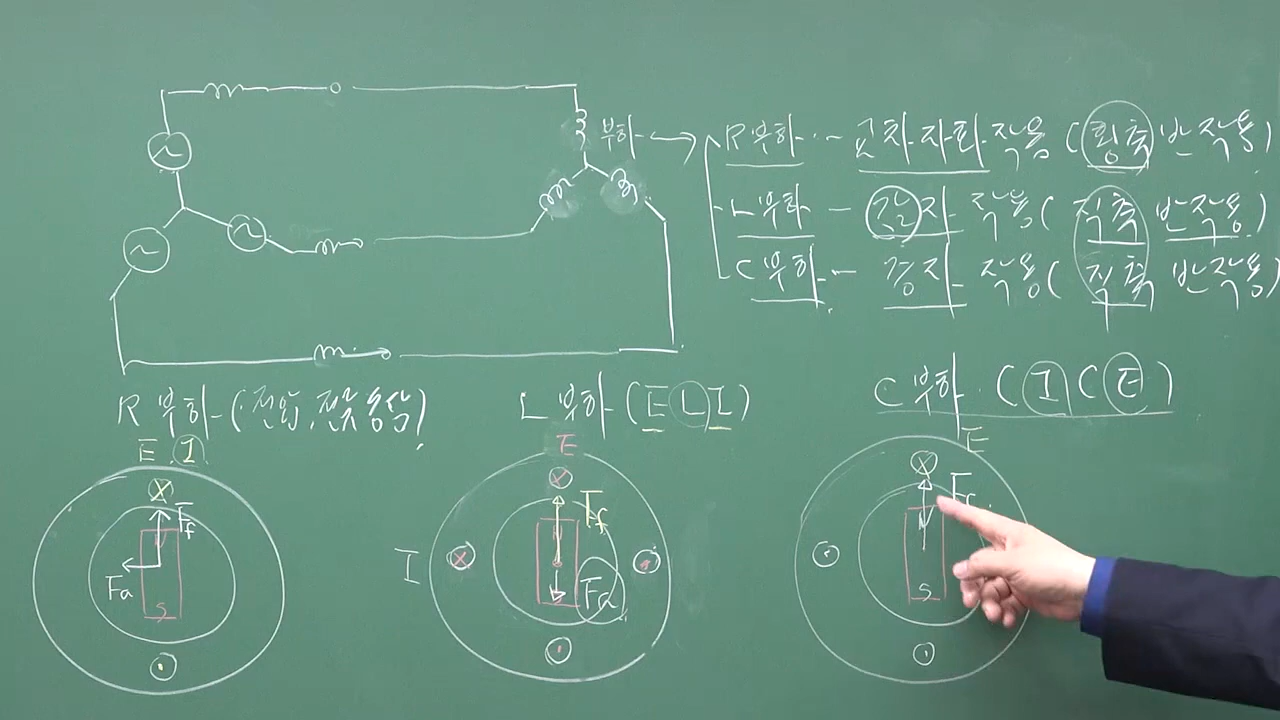 부하 → R부하 ··· 교차자화작용 (횡축반작용)
L부하 ─ 감자 작용 (직축 반작용)
C부하 ··· 증자 작용 (직축 반작용)
R 부하 (전압, 전류 동상)
L 부하 (E L I)
C 부하 · (I C E)
E I
Ff
Fa
N
S
E
I
Ff
N
Fa
E
Ff
N
S